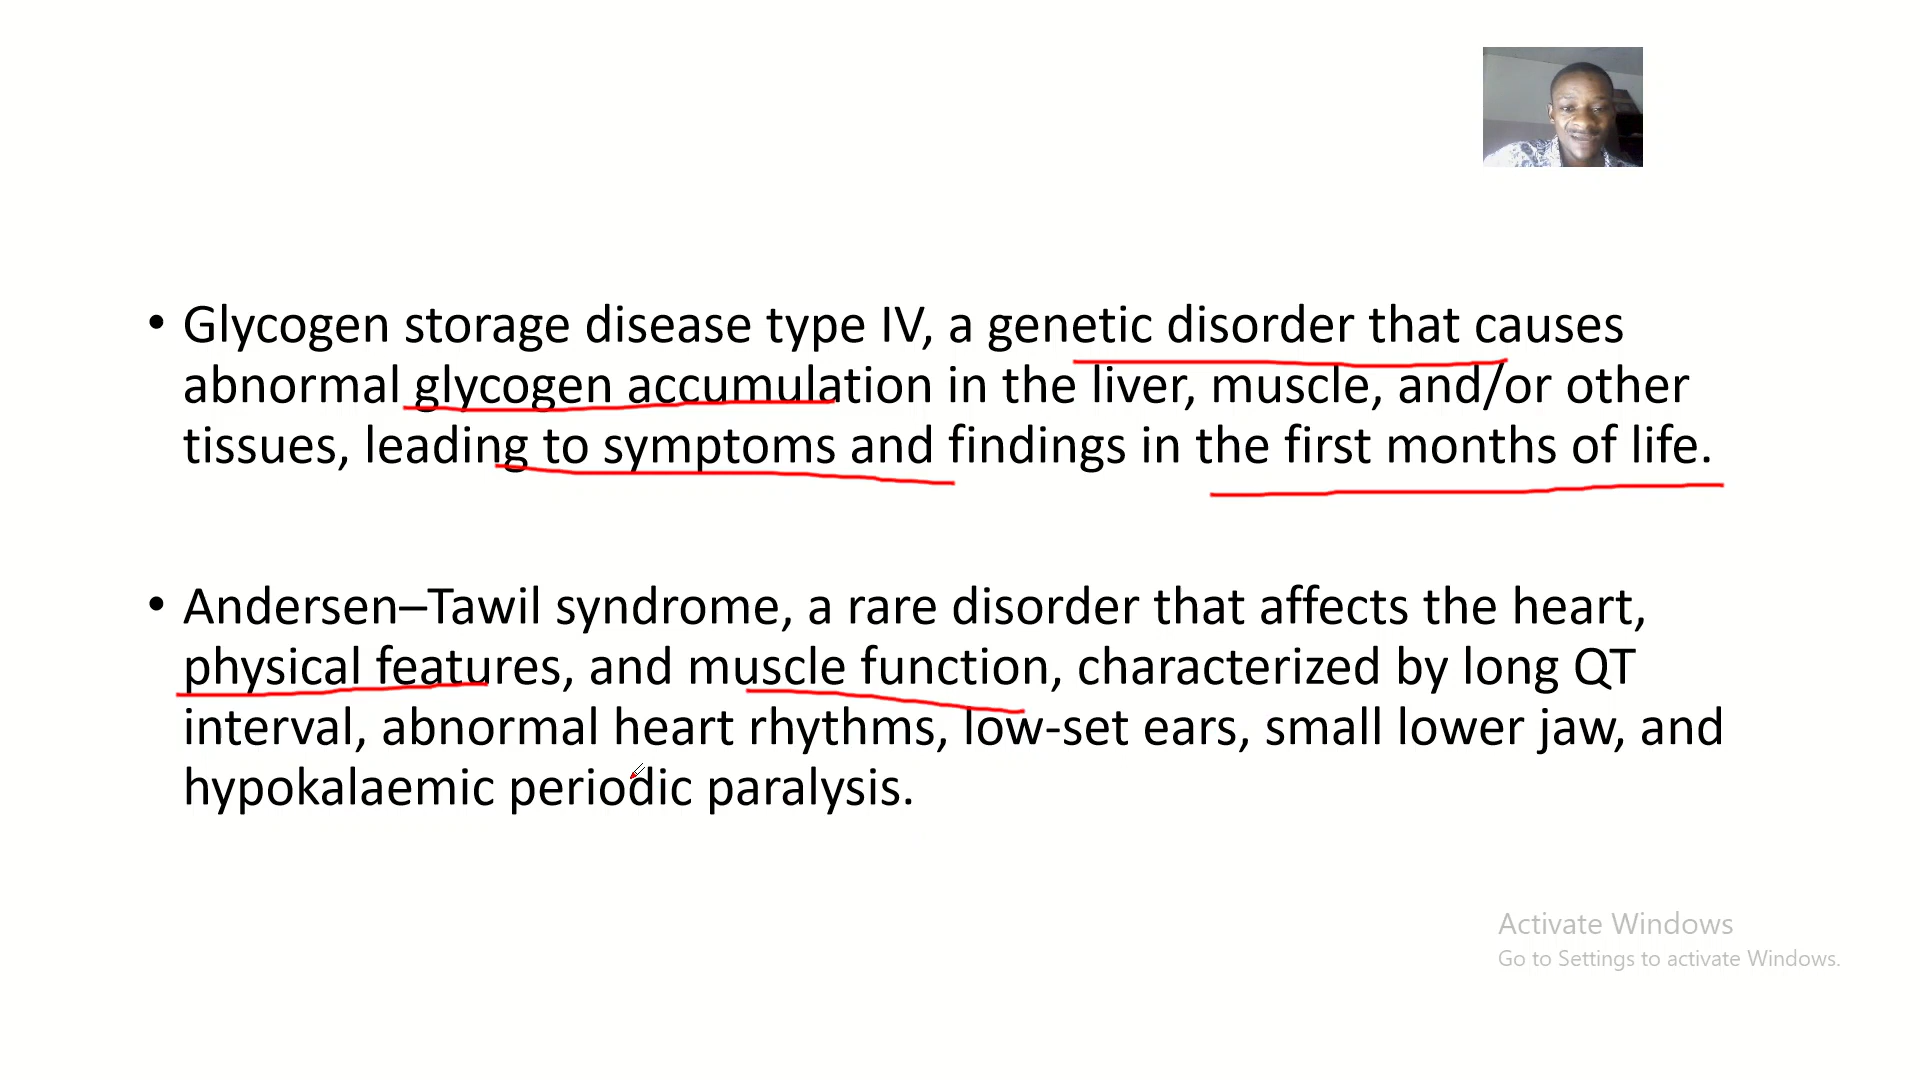 • Glycogen storage disease type IV, a genetic disorder that causes
abnormal glycogen accumulation in the liver, muscle, and/or other
tissues, leading to symptoms and findings in the first months of life.
• Andersen–Tawil syndrome, a rare disorder that affects the heart,
physical features, and muscle function, characterized by long QT
interval, abnormal heart rhythms, low-set ears, small lower jaw, and
hypokalaemic periodic paralysis.
Activate Windows
Go to Settings to activate Windows.